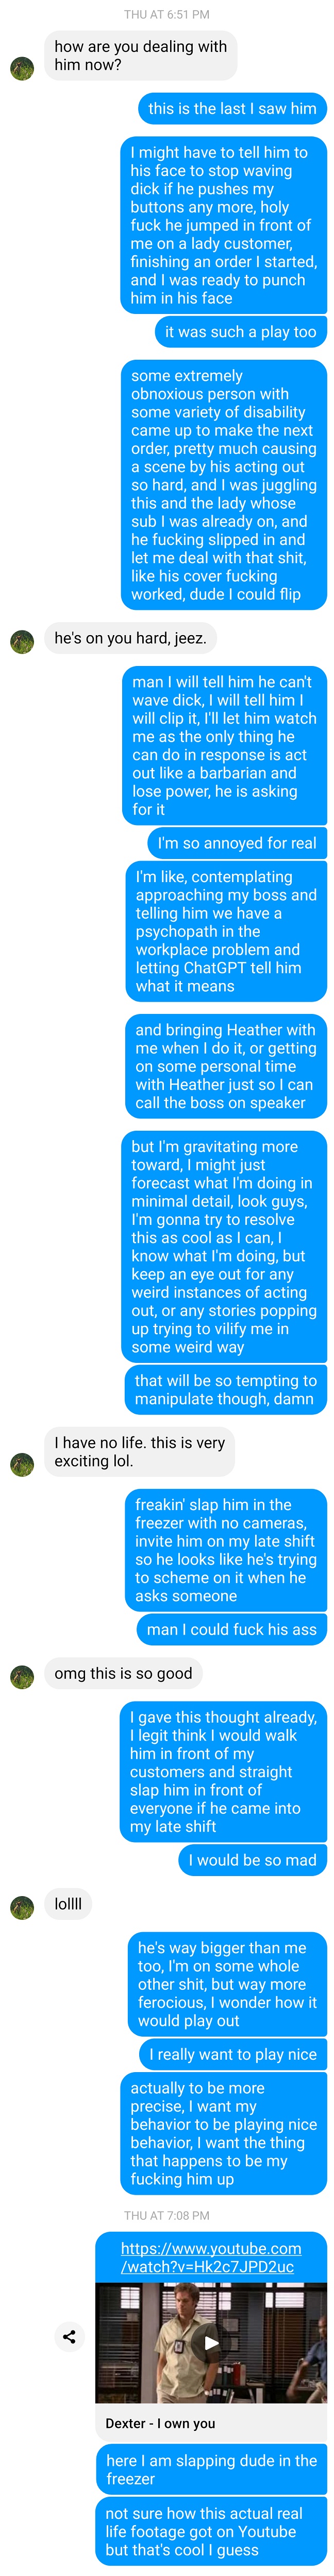 THU AT 6:51 PM
how are you dealing with
him now?
this is the last I saw him
I might have to tell him to
his face to stop waving
dick if he pushes my
buttons any more, holy
fuck he jumped in front of
me on a lady customer,
finishing an order I started,
and I was ready to punch
him in his face
it was such a play too
some extremely
obnoxious person with
some variety of disability
came up to make the next
order, pretty much causing
a scene by his acting out
so hard, and I was juggling
this and the lady whose
sub I was already on, and
he fucking slipped in and
let me deal with that shit,
like his cover fucking
worked, dude I could flip
he's on you hard, jeez.
man I will tell him he can't
wave dick, I will tell him I
will clip it, I'll let him watch
me as the only thing he
can do in response is act
out like a barbarian and
lose power, he is asking
for it
I'm so annoyed for real
I'm like, contemplating
approaching my boss and
telling him we have a
psychopath in the
workplace problem and
letting ChatGPT tell him
what it means
and bringing Heather with
me when I do it, or getting
on some personal time
with Heather just so I can
call the boss on speaker
but I'm gravitating more
toward, I might just
forecast what I'm doing in
minimal detail, look guys,
I'm gonna try to resolve
this as cool as I can, I
know what I'm doing, but
keep an eye out for any
weird instances of acting
out, or any stories popping
up trying to vilify me in
some weird way
that will be so tempting to
manipulate though, damn
I have no life. this is very
exciting lol.
freakin' slap him in the
freezer with no cameras,
invite him on my late shift
so he looks like he's trying
to scheme on it when he
asks someone
man I could fuck his ass
omg this is so good
I gave this thought already,
I legit think I would walk
him in front of my
customers and straight
slap him in front of
everyone if he came into
my late shift
I would be so mad
lollll
he's way bigger than me
too, I'm on some whole
other shit, but way more
ferocious, I wonder how it
would play out
I really want to play nice
actually to be more
precise, I want my
behavior to be playing nice
behavior, I want the thing
that happens to be my
fucking him up
THU AT 7:08 PM
https://www.youtube.com
/watch?v=Hk2c7JPD2uc
Dexter - I own you
here I am slapping dude in the
freezer
not sure how this actual real
life footage got on Youtube
but that's cool I guess